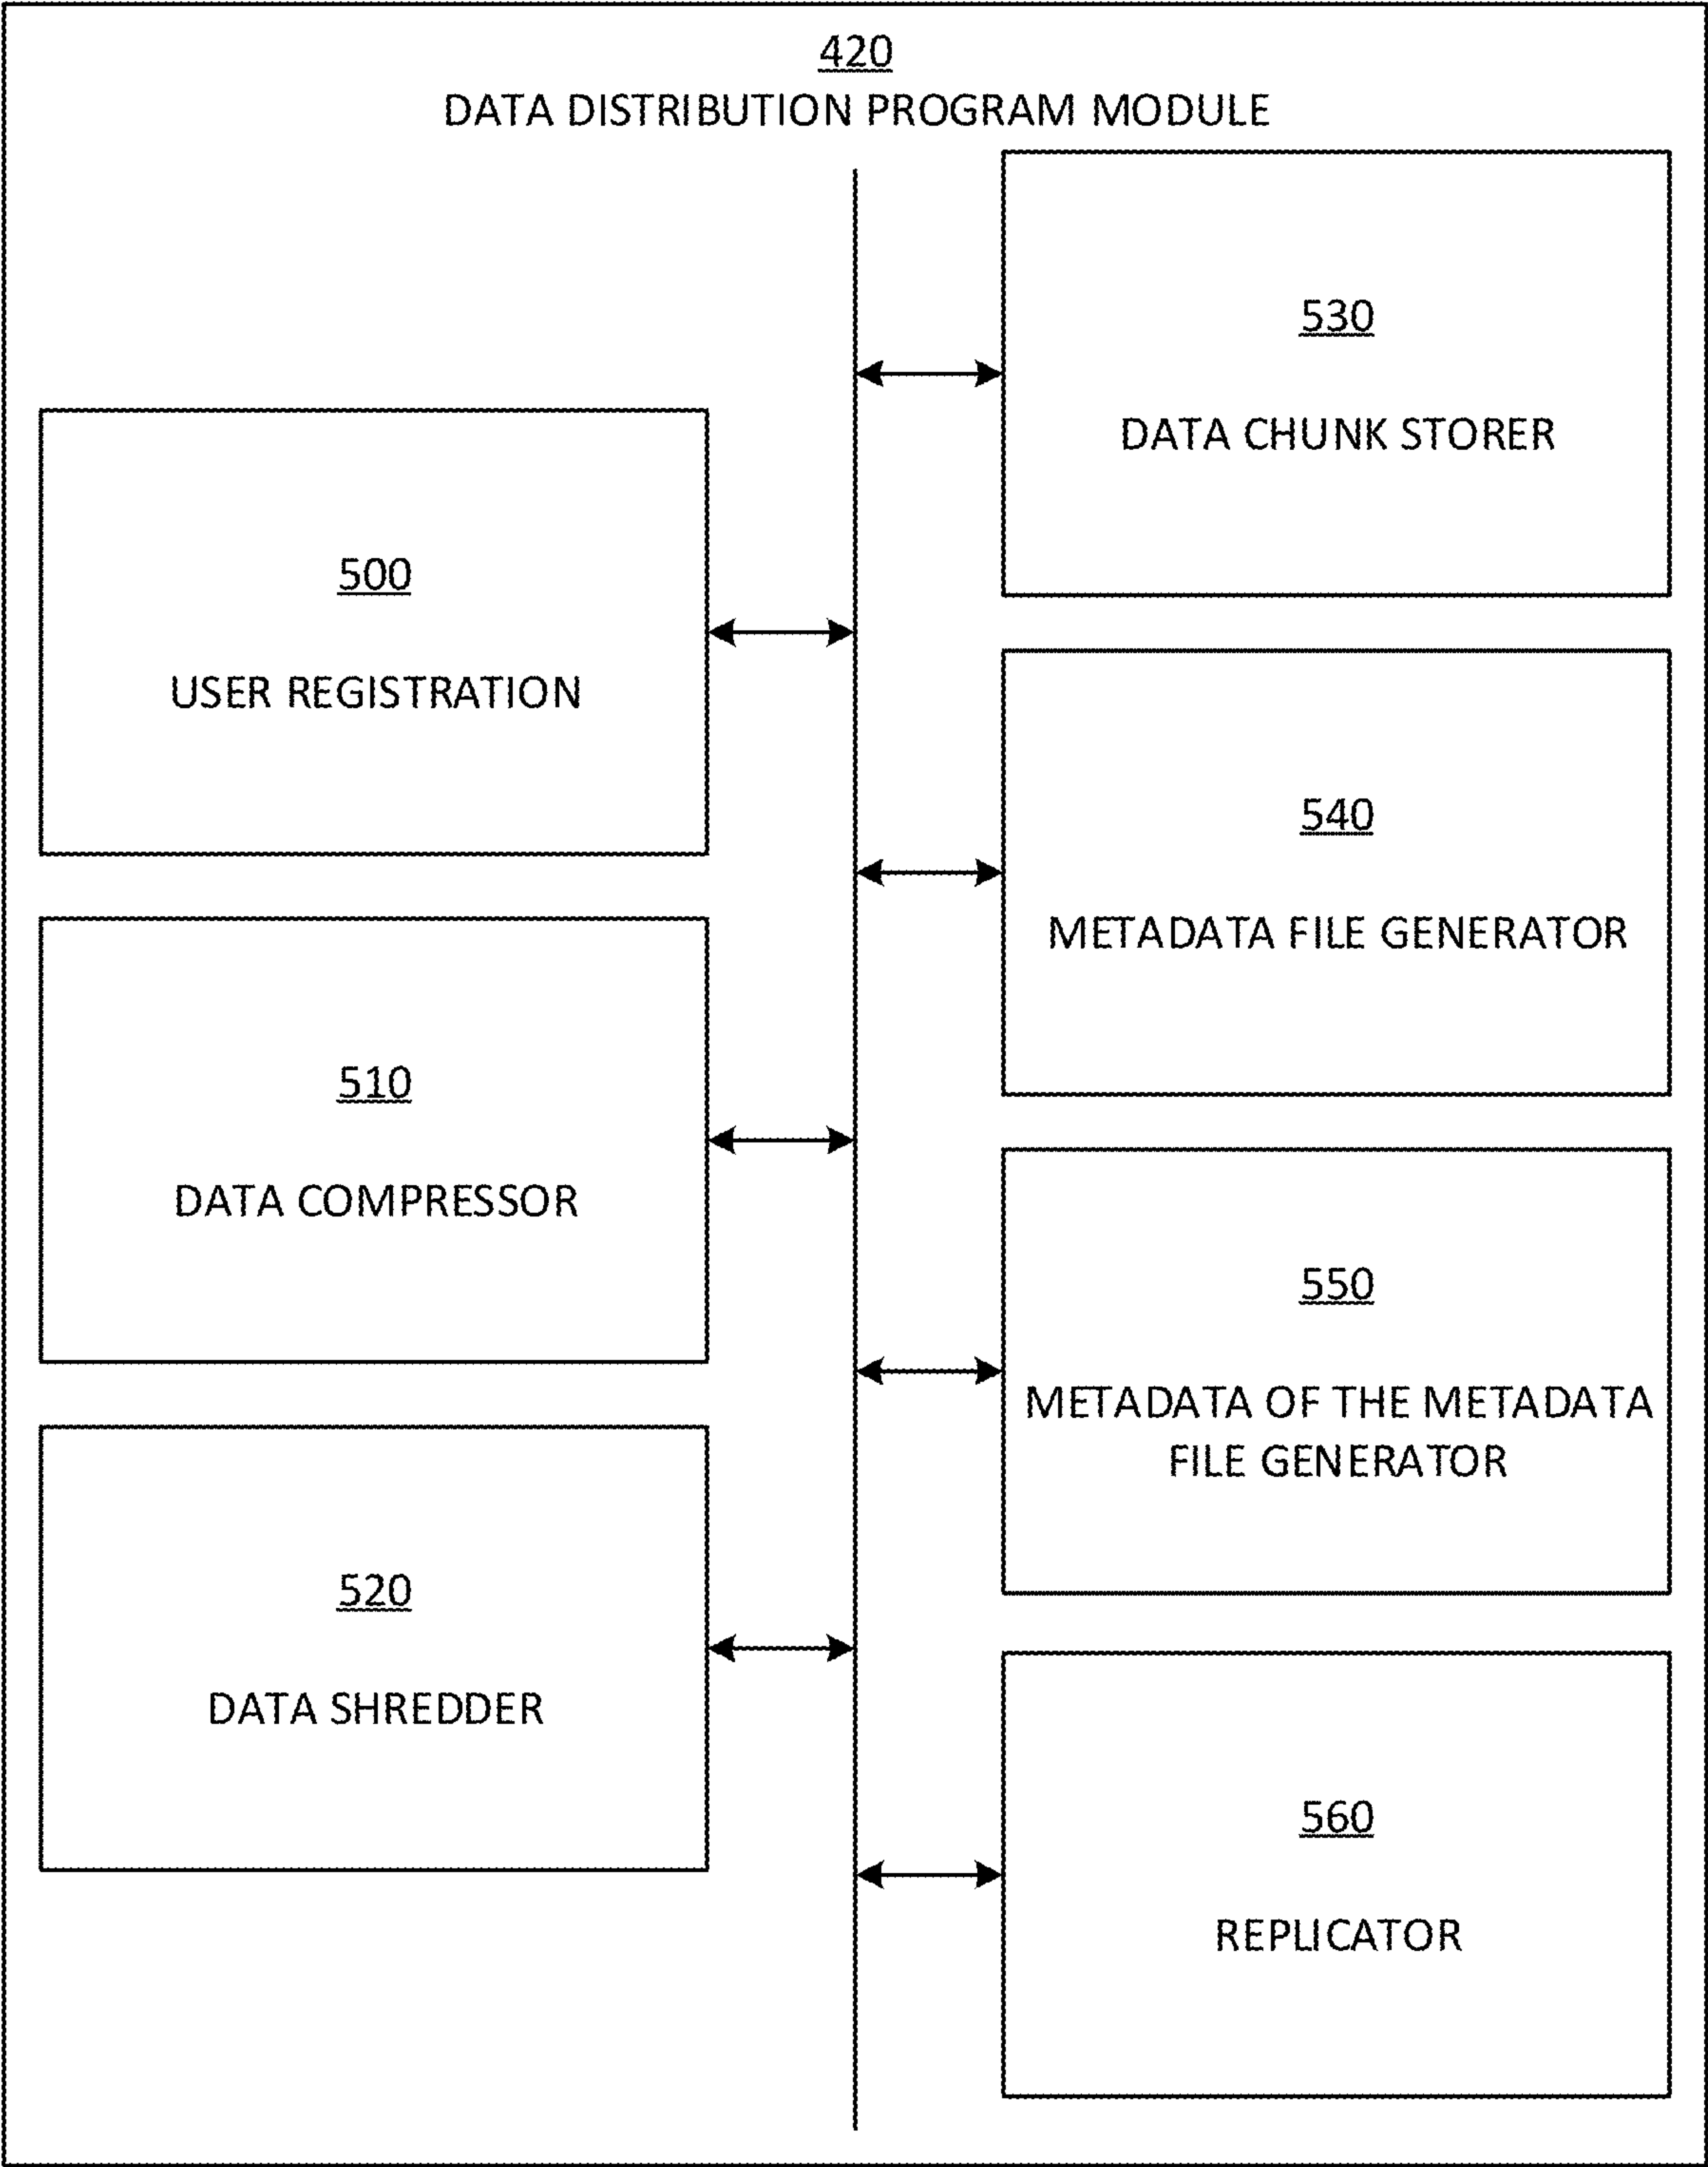 420
DATA DISTRIBUTION PROGRAM MODULE
500
USER REGISTRATION
510
DATA COMPRESSOR
520
DATA SHREDDER
530
DATA CHUNK STORER
540
METADATA FILE GENERATOR
550
METADATA OF THE METADATA
FILE GENERATOR
560
REPLICATOR